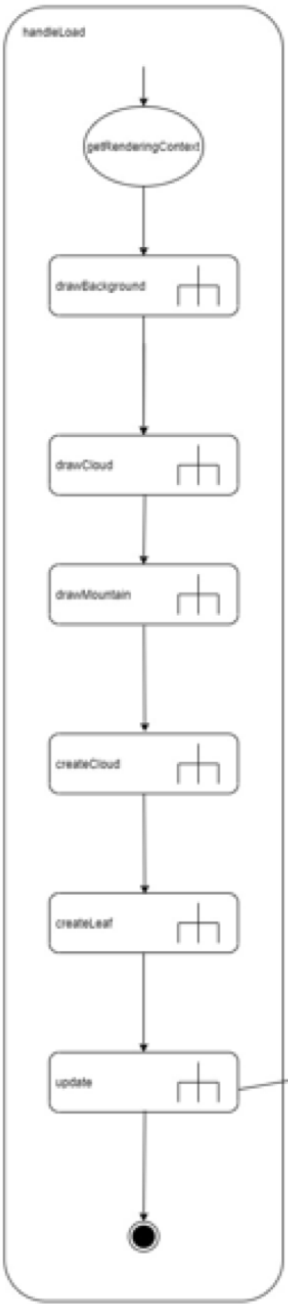 handleLoad
getRenderingContext
drawBackground
drawCloud
drawMountain
createCloud
createLeaf
update